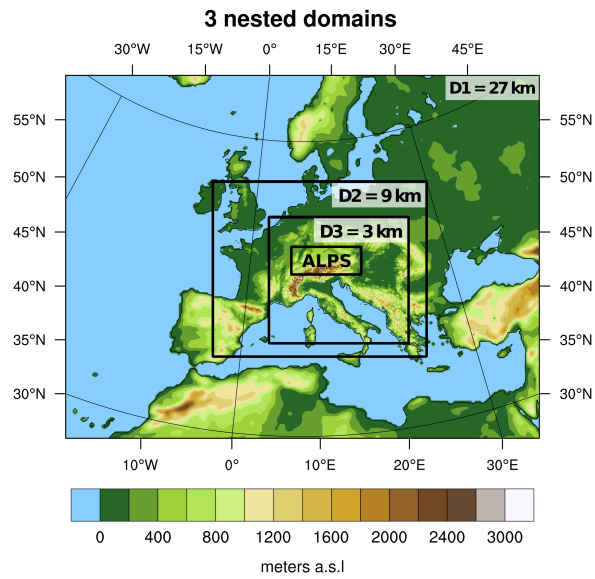 3 nested domains
30°W 15°W 0° 15°E 30°E 45°E
D1 = 27 km
55°N 55°N
50°N 50°N
D2 = 9 km
45°N 45°N
D3 = 3 km
ALPS
40°N 40°N
35°N 35°N
30°N 30°N
10°W 0° 10°E 20°E 30°E
0 400 800 1200 1600 2000 2400 3000
meters a.s.l